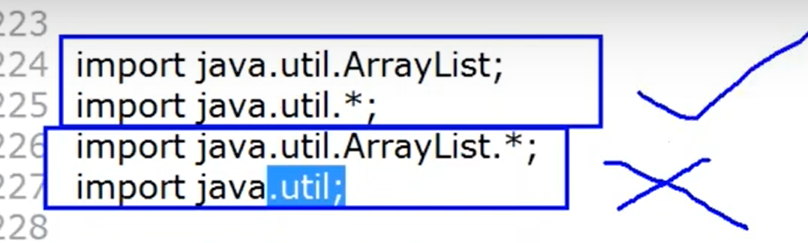 223
224 import java.util.ArrayList;
225 import java.util.*;
226 import java.util.ArrayList.*;
227 import java.util;
228